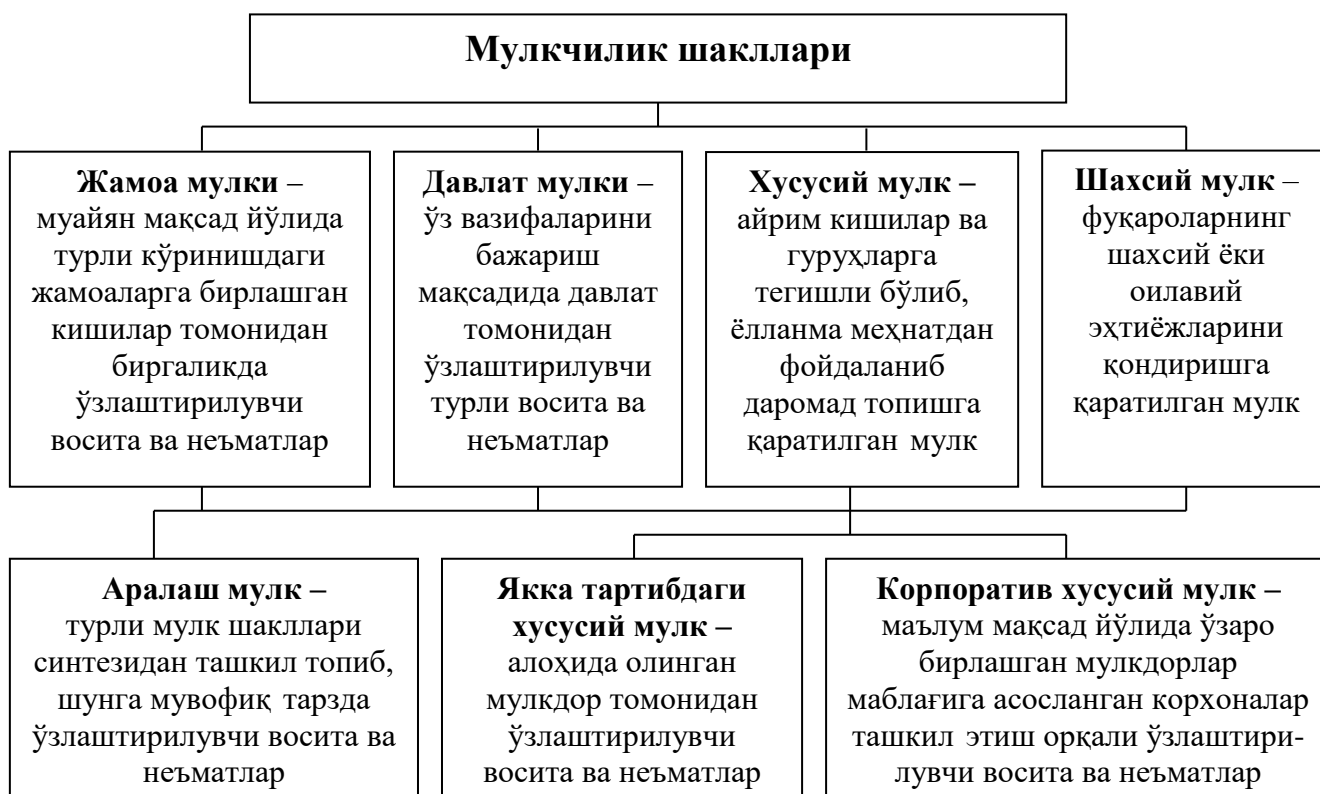 Мулкчилик шакллари
Жамоа мулки –
муайян мақсад йўлида
турли кўринишдаги
жамоаларга бирлашган
кишилар томонидан
биргаликда
ўзлаштирилувчи
восита ва неъматлар
Давлат мулки –
ўз вазифаларини
бажариш
мақсадида давлат
томонидан
ўзлаштирилувчи
турли восита ва
неъматлар
Хусусий мулк –
айрим кишилар ва
гуруҳларга
тегишли бўлиб,
ёлланма меҳнатдан
фойдаланиб
даромад топишга
қаратилган мулк
Шахсий мулк –
фуқароларнинг
шахсий ёки
оилавий
эҳтиёжларини
қондиришга
қаратилган мулк
Аралаш мулк –
турли мулк шакллари
синтезидан ташкил топиб,
шунга мувофиқ тарзда
ўзлаштирилувчи восита ва
неъматлар
Якка тартибдаги
хусусий мулк –
алоҳида олинган
мулкдор томонидан
ўзлаштирилувчи
восита ва неъматлар
Корпоратив хусусий мулк –
маълум мақсад йўлида ўзаро
бирлашган мулкдорлар
маблағига асосланган корхоналар
ташкил этиш орқали ўзлаштири-
лувчи восита ва неъматлар